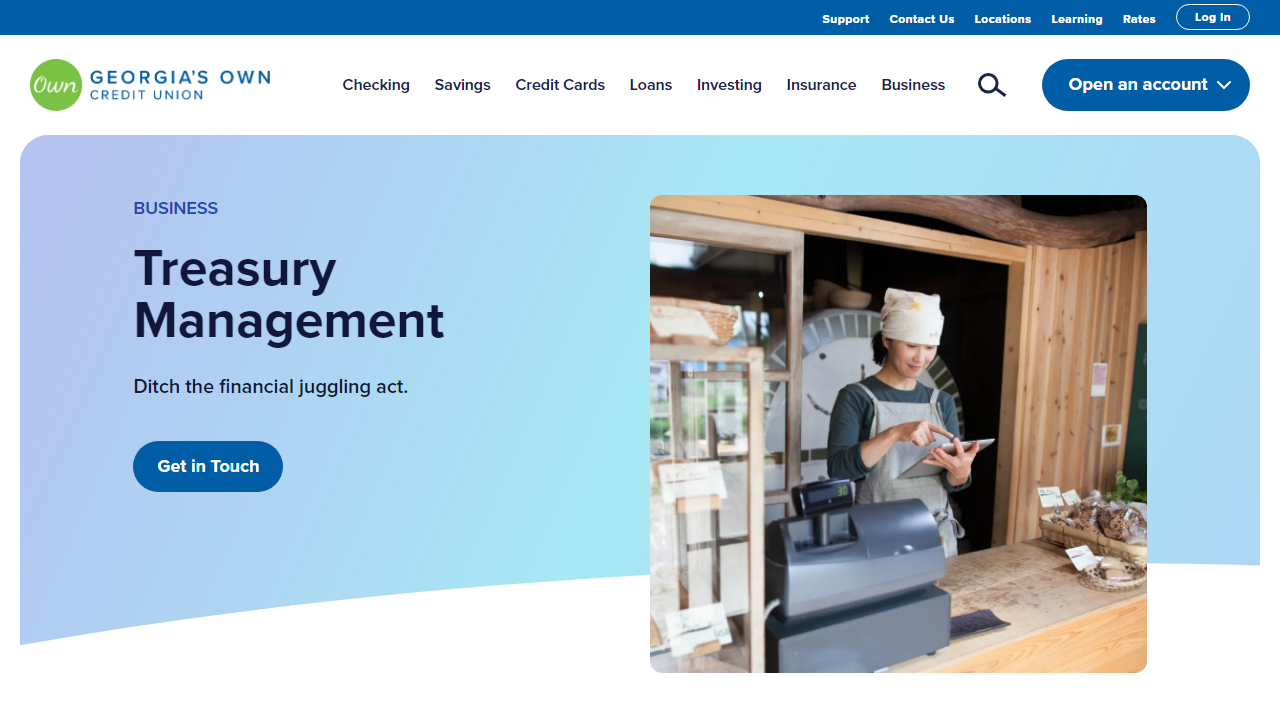 Support Contact Us Locations Learning Rates Log In
Own GEORGIA'S OWN
CREDIT UNION
Checking Savings Credit Cards Loans Investing Insurance Business Open an account
BUSINESS
Treasury
Management
Ditch the financial juggling act.
Get in Touch